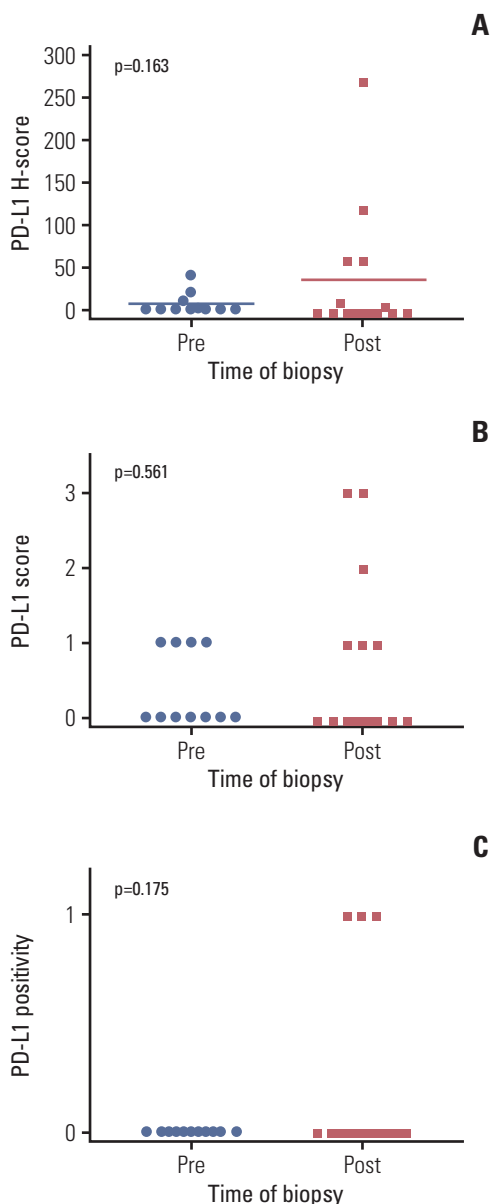 A
p=0.163
300
250
200
150
100
50
0
PD-L1 H-score
Pre Post
Time of biopsy
B
p=0.561
3
2
1
0
PD-L1 score
Pre Post
Time of biopsy
C
p=0.175
1
0
PD-L1 positivity
Pre Post
Time of biopsy